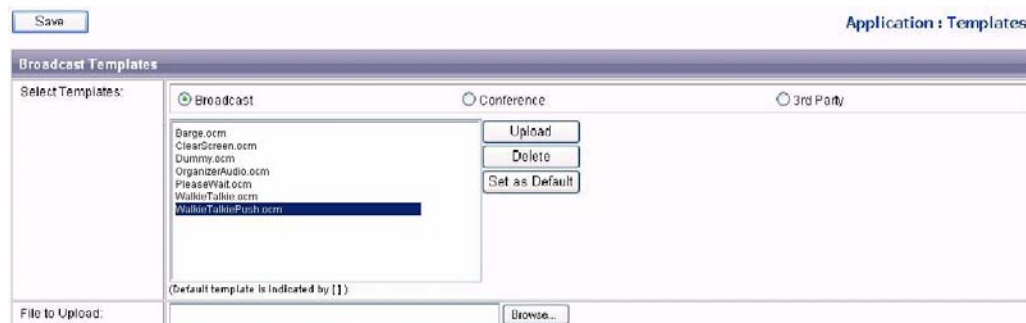 Save
Application : Templates
Broadcast Templates
Select Templates:
Broadcast
Conference
3rd Party
Barge.ocm
ClearScreen.ocm
Dummy.ocm
OrganizerAudio.ocm
PleaseWait.ocm
WalkieTalkie.ocm
WalkieTalkiePush.ocm
Upload
Delete
Set as Default
(Default template is indicated by [ ] )
File to Upload:
Browse...